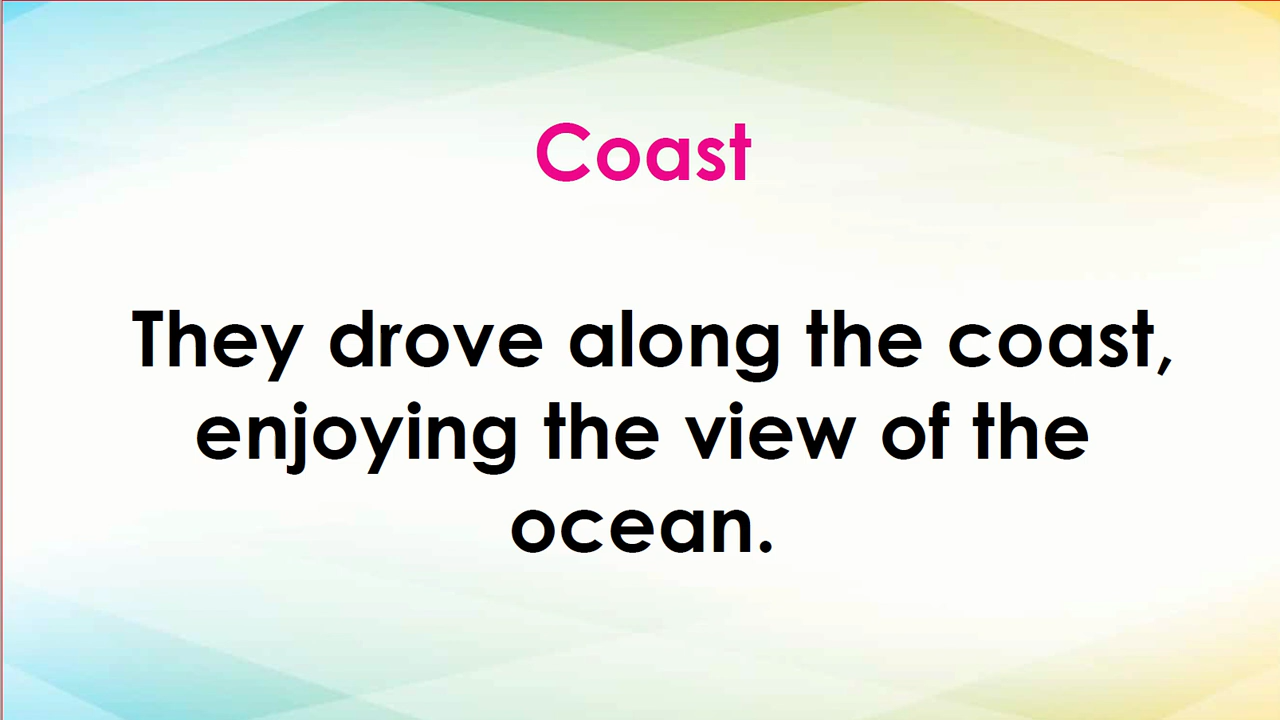 Coast
They drove along the coast,
enjoying the view of the
ocean.